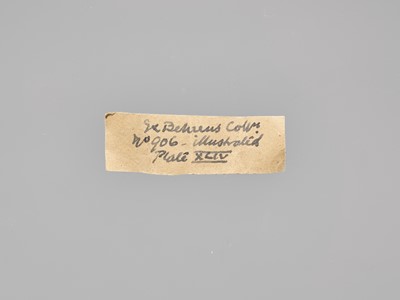 Ex Behrens Colln
No 906 - illustrated
Plate XLIV